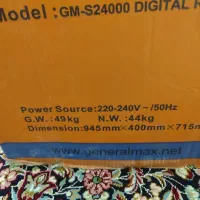 Model :GM-S24000 DIGITAL R
Power Source:220-240V ~/50Hz
G.W.:49kg N.W.:44kg
Dimension:945mm×400mm×715m
www.generalmax.net